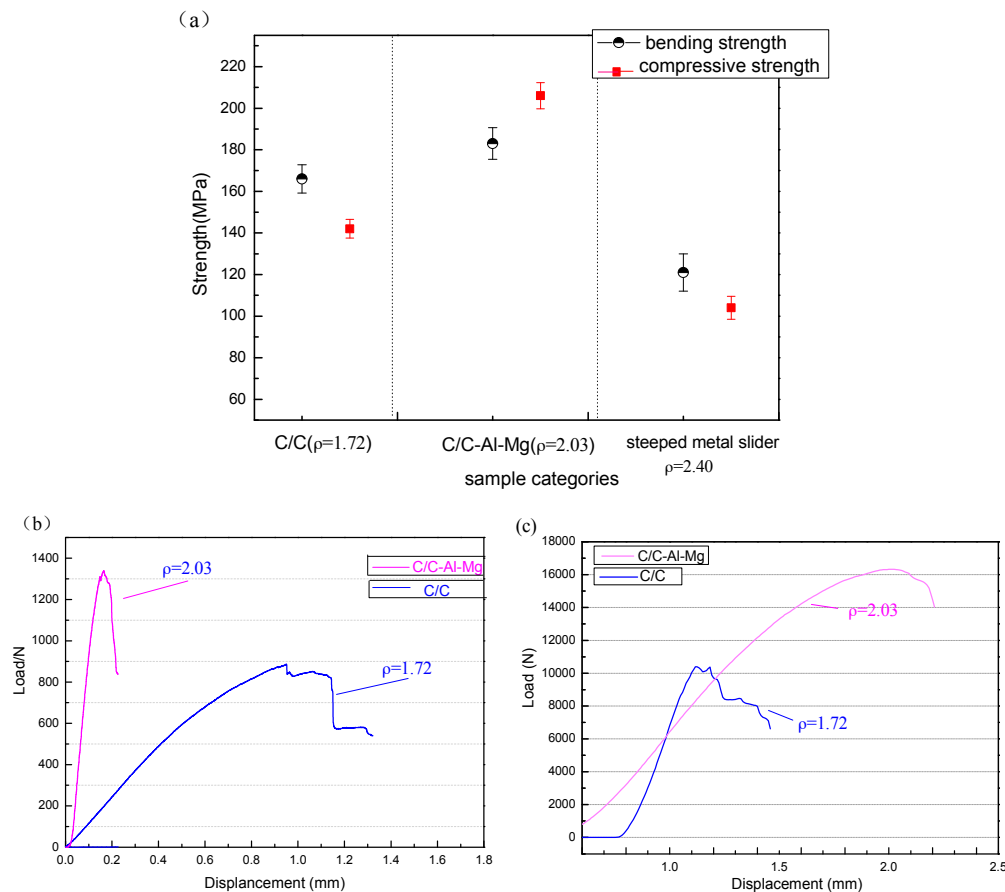 （a）
bending strength
compressive strength
220
200
180
160
140
120
100
80
60
Strength(MPa)
C/C(ρ=1.72)
C/C-Al-Mg(ρ=2.03)
steeped metal slider
ρ=2.40
sample categories
（b）
1400
1200
1000
800
600
400
200
0
Load/N
C/C-Al-Mg
C/C
ρ=2.03
ρ=1.72
0.0 0.2 0.4 0.6 0.8 1.0 1.2 1.4 1.6 1.8
Displancement (mm)
(c)
18000
16000
14000
12000
10000
8000
6000
4000
2000
0
Load (N)
C/C-Al-Mg
C/C
ρ=2.03
ρ=1.72
1.0 1.5 2.0 2.5
Displacement (mm)